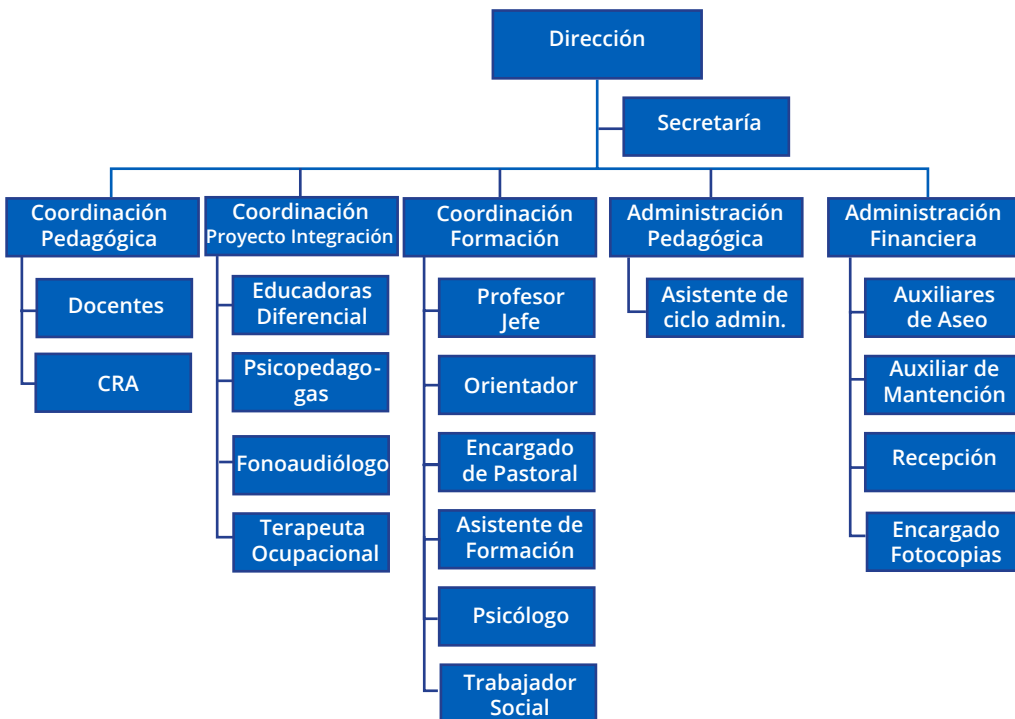 Dirección
Secretaría
Coordinación
Pedagógica
Docentes
CRA
Coordinación
Proyecto Integración
Educadoras
Diferencial
Psicopedago-
gas
Fonoaudiólogo
Terapeuta
Ocupacional
Coordinación
Formación
Profesor
Jefe
Orientador
Encargado
de Pastoral
Asistente de
Formación
Psicólogo
Trabajador
Social
Administración
Pedagógica
Asistente de
ciclo admin.
Administración
Financiera
Auxiliares
de Aseo
Auxiliar de
Mantención
Recepción
Encargado
Fotocopias